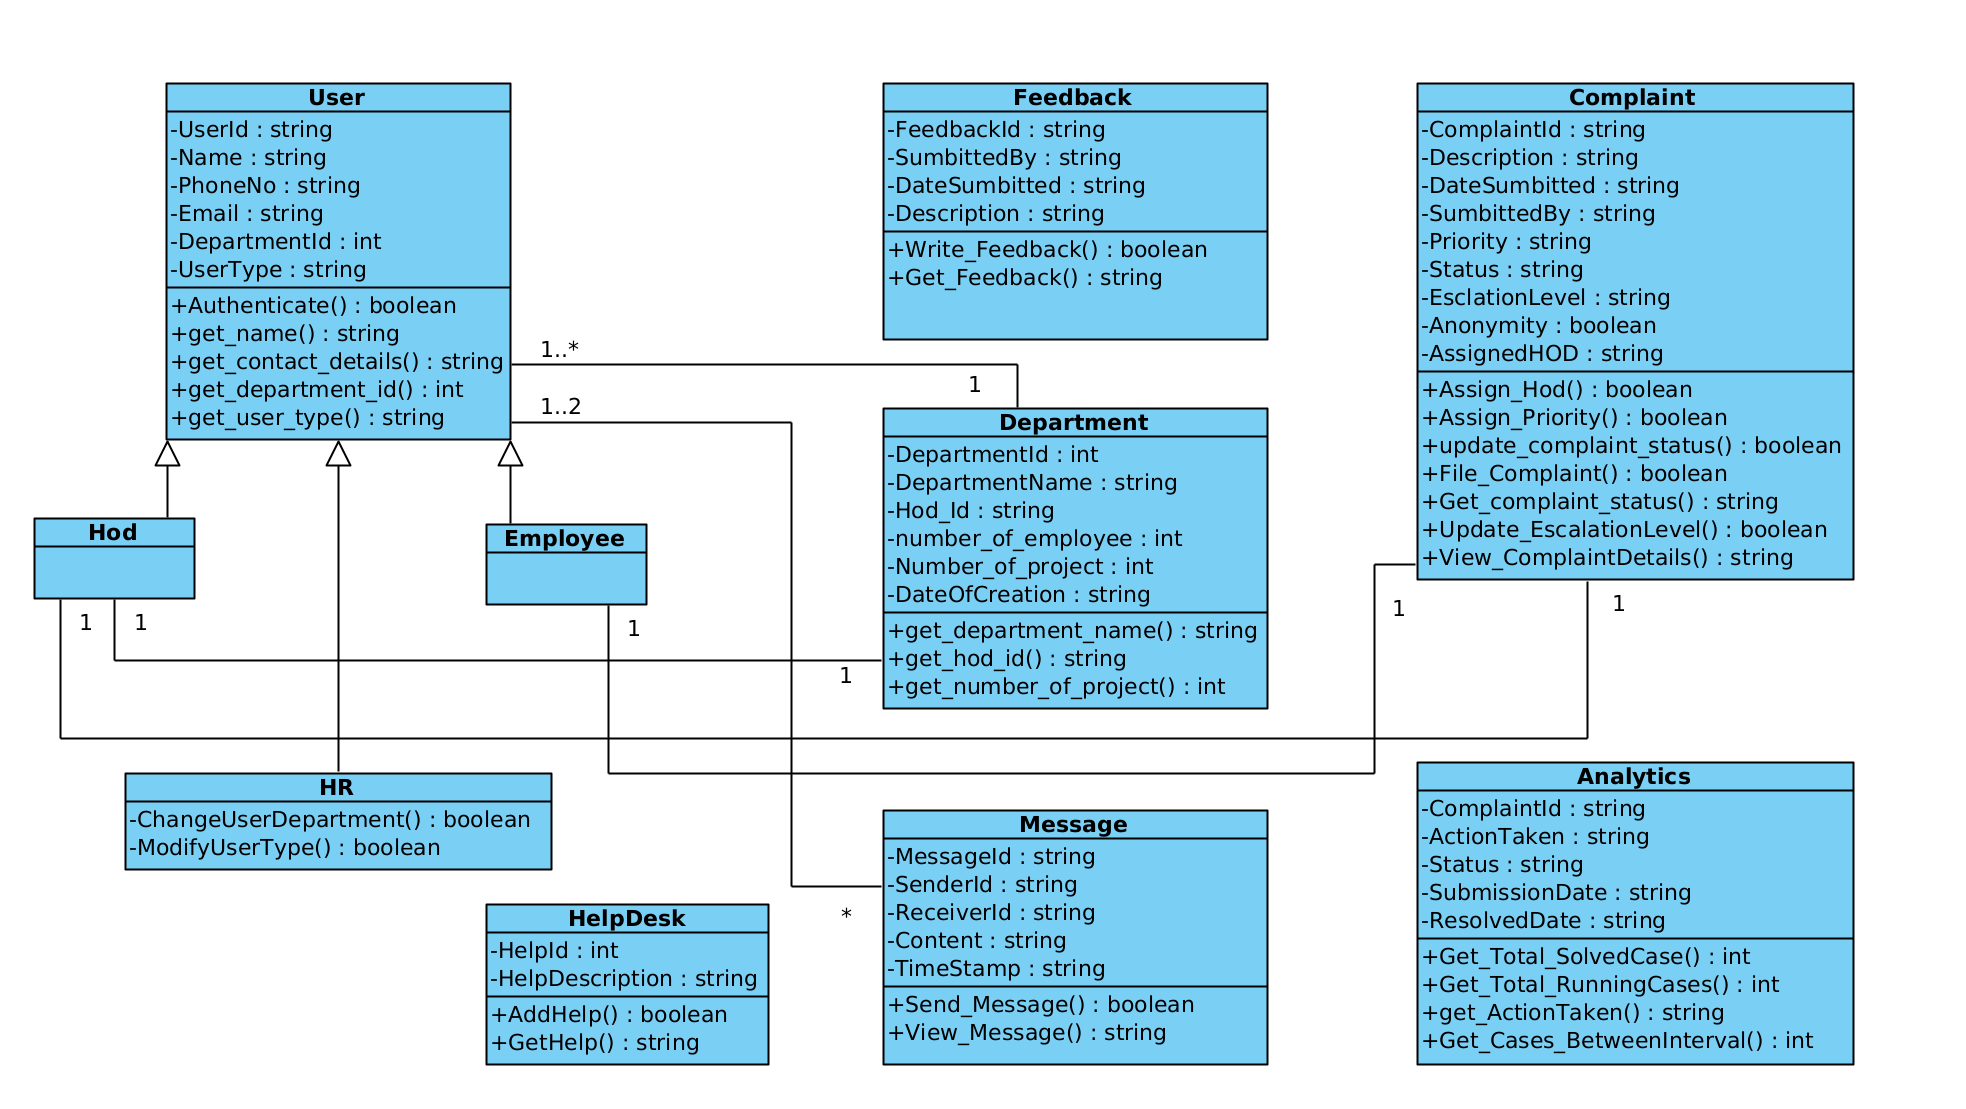 User
-UserId : string
-Name : string
-PhoneNo : string
-Email : string
-DepartmentId : int
-UserType : string
+Authenticate() : boolean
+get_name() : string
+get_contact_details() : string
+get_department_id() : int
+get_user_type() : string
Feedback
-FeedbackId : string
-SumbittedBy : string
-DateSumbitted : string
-Description : string
+Write_Feedback() : boolean
+Get_Feedback() : string
Complaint
-ComplaintId : string
-Description : string
-DateSumbitted : string
-SumbittedBy : string
-Priority : string
-Status : string
-EsclationLevel : string
-Anonymity : boolean
-AssignedHOD : string
+Assign_Hod() : boolean
+Assign_Priority() : boolean
+update_complaint_status() : boolean
+File_Complaint() : boolean
+Get_complaint_status() : string
+Update_EscalationLevel() : boolean
+View_ComplaintDetails() : string
1..*
1
1..2
Department
-DepartmentId : int
-DepartmentName : string
-Hod_Id : string
-number_of_employee : int
-Number_of_project : int
-DateOfCreation : string
+get_department_name() : string
+get_hod_id() : string
+get_number_of_project() : int
Hod
Employee
1
1
1
1
1
1
HR
-ChangeUserDepartment() : boolean
-ModifyUserType() : boolean
Message
-MessageId : string
-SenderId : string
-ReceiverId : string
-Content : string
-TimeStamp : string
+Send_Message() : boolean
+View_Message() : string
*
HelpDesk
-HelpId : int
-HelpDescription : string
+AddHelp() : boolean
+GetHelp() : string
Analytics
-ComplaintId : string
-ActionTaken : string
-Status : string
-SubmissionDate : string
-ResolvedDate : string
+Get_Total_SolvedCase() : int
+Get_Total_RunningCases() : int
+get_ActionTaken() : string
+Get_Cases_BetweenInterval() : int